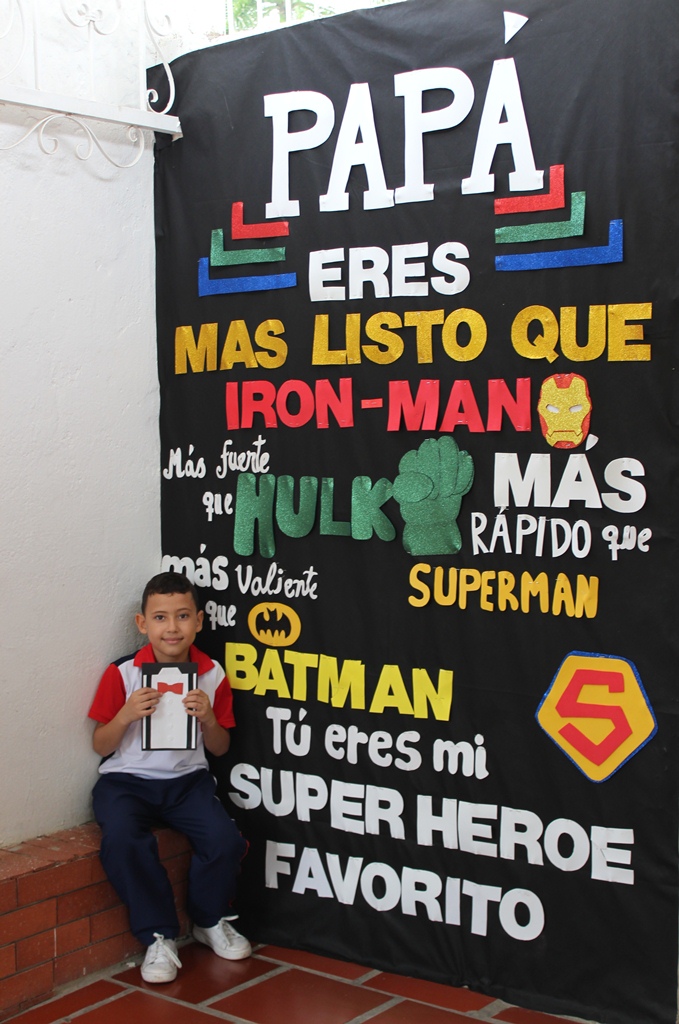 PAPÁ
ERES
MAS LISTO QUE
IRON-MAN
Más fuerte
que HULK
MÁS
RÁPIDO que
SUPERMAN
más Valiente
que BATMAN
S
Tú eres mi
SUPER HEROE
FAVORITO